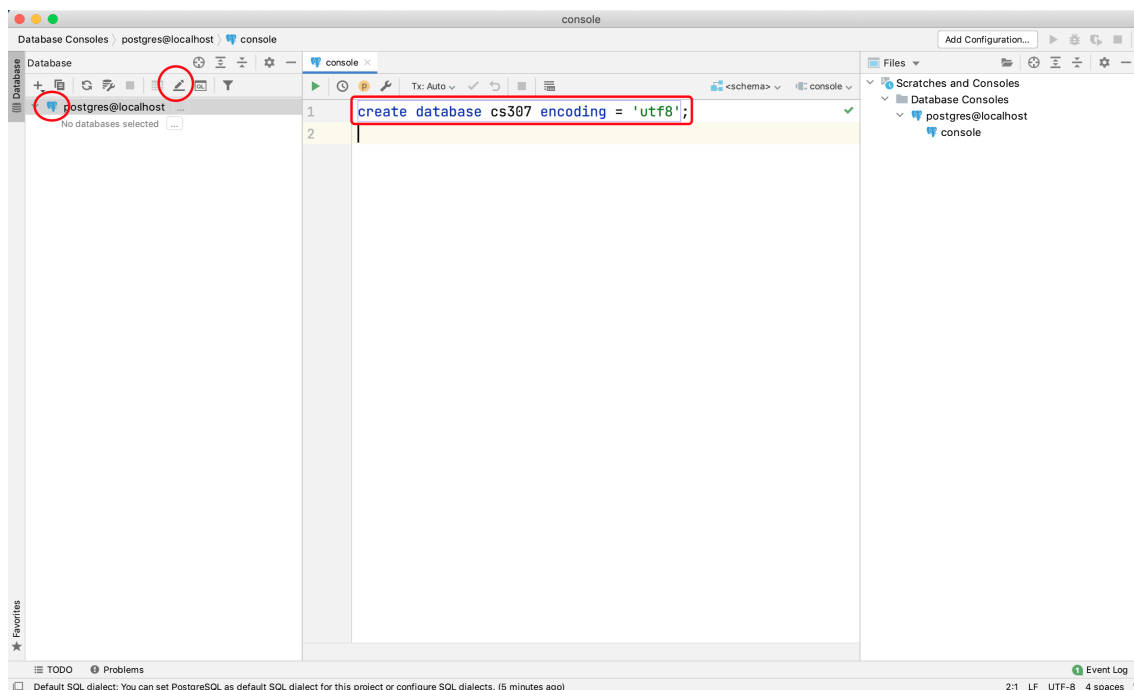 console
Database Consoles postgres@localhost console
Add Configuration...
Database
Database
console
Files
Tx: Auto
<schema>
console
postgres@localhost ...
No databases selected ...
1 create database cs307 encoding = 'utf8';
2
Scratches and Consoles
Database Consoles
postgres@localhost
console
Favorites
TODO Problems
1 Event Log
Default SQL dialect: You can set PostgreSQL as default SQL dialect for this project or configure SQL dialects. (5 minutes ago)
2:1 LF UTF-8 4 spaces